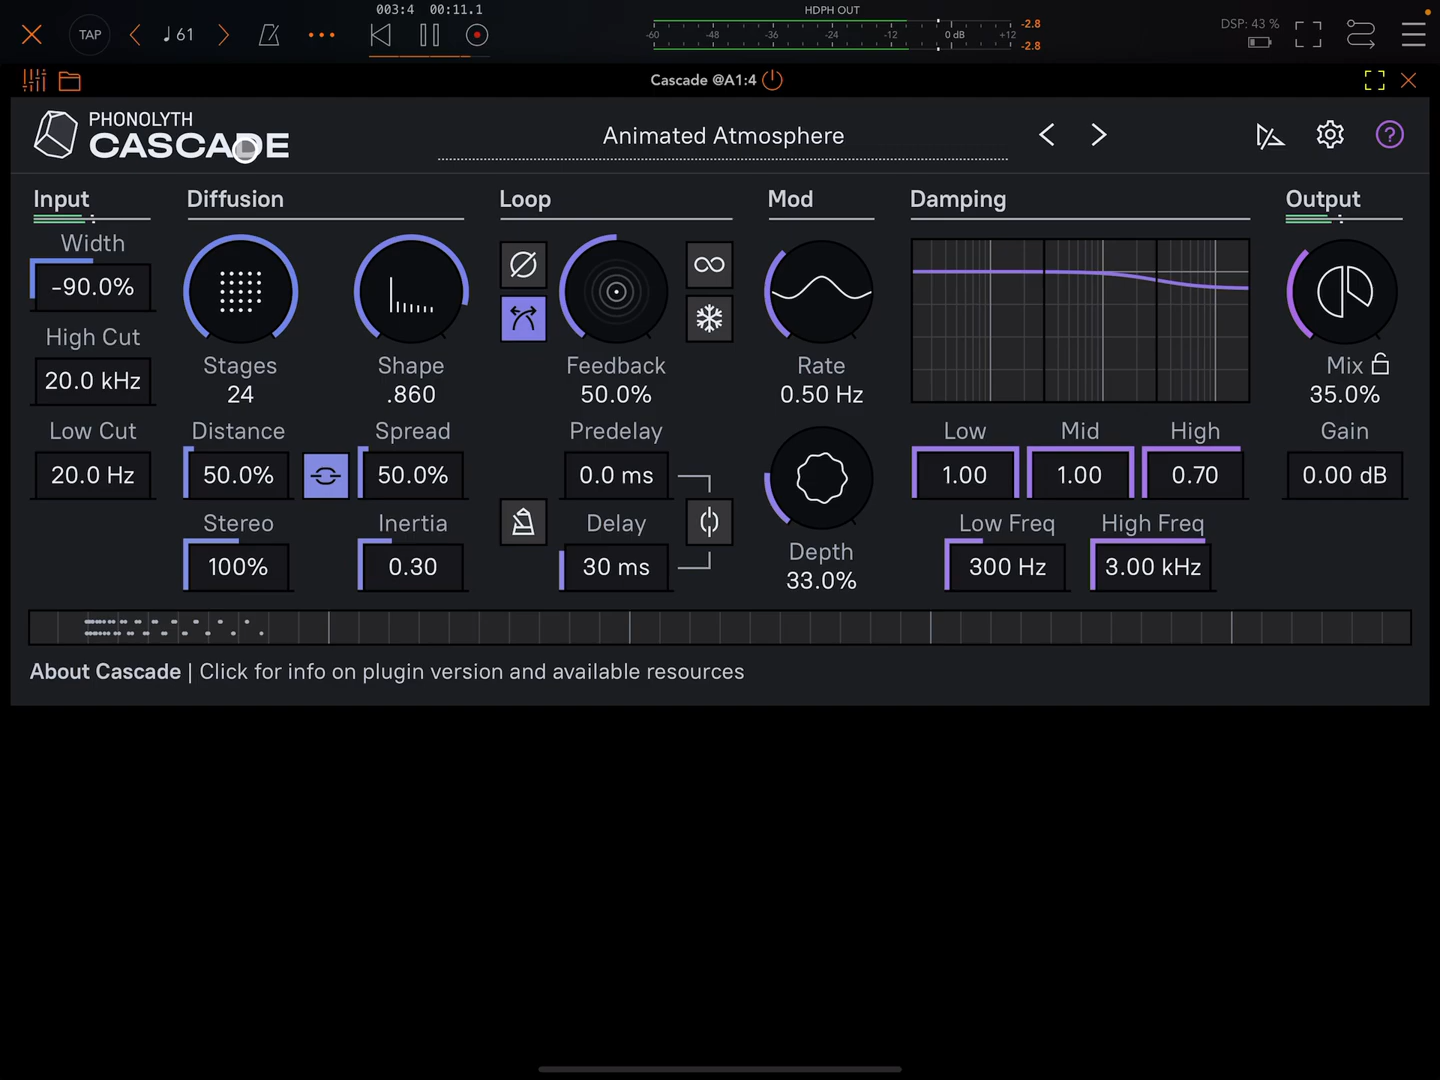 TAP
♩61
003:4 00:11.1
HDPH OUT
-60 -48 -36 -24 -12 0 dB +12
-2.8
-2.8
DSP: 43 %
Cascade @A1:4
PHONOLYTH
CASCADE
Animated Atmosphere
?
Input
Diffusion
Loop
Mod
Damping
Output
Width
-90.0%
High Cut
20.0 kHz
Low Cut
20.0 Hz
Stages
24
Shape
.860
Distance
50.0%
Spread
50.0%
Stereo
100%
Inertia
0.30
Feedback
50.0%
Predelay
0.0 ms
Delay
30 ms
Rate
0.50 Hz
Depth
33.0%
Low Mid High
1.00 1.00 0.70
Low Freq High Freq
300 Hz 3.00 kHz
Mix
35.0%
Gain
0.00 dB
About Cascade | Click for info on plugin version and available resources